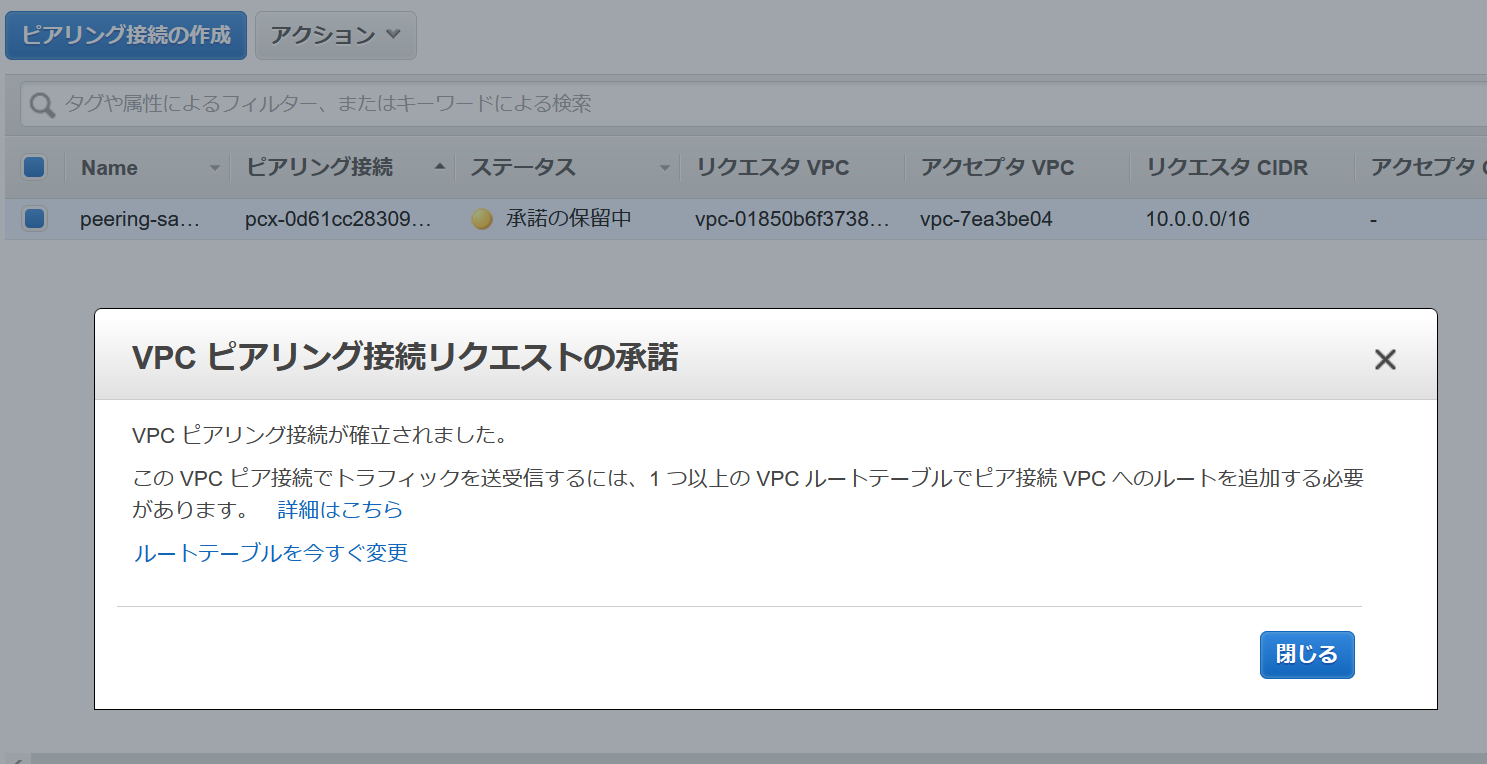 ピアリング接続の作成 アクション
タグや属性によるフィルター、またはキーワードによる検索
Name ピアリング接続 ステータス リクエスタ VPC アクセプタ VPC リクエスタ CIDR アクセプタ
peering-sa… pcx-0d61cc28309… 承諾の保留中 vpc-01850b6f3738… vpc-7ea3be04 10.0.0.0/16 -
VPC ピアリング接続リクエストの承諾
VPC ピアリング接続が確立されました。
この VPC ピア接続でトラフィックを送受信するには、1 つ以上の VPC ルートテーブルでピア接続 VPC へのルートを追加する必要
があります。 詳細はこちら
ルートテーブルを今すぐ変更
閉じる